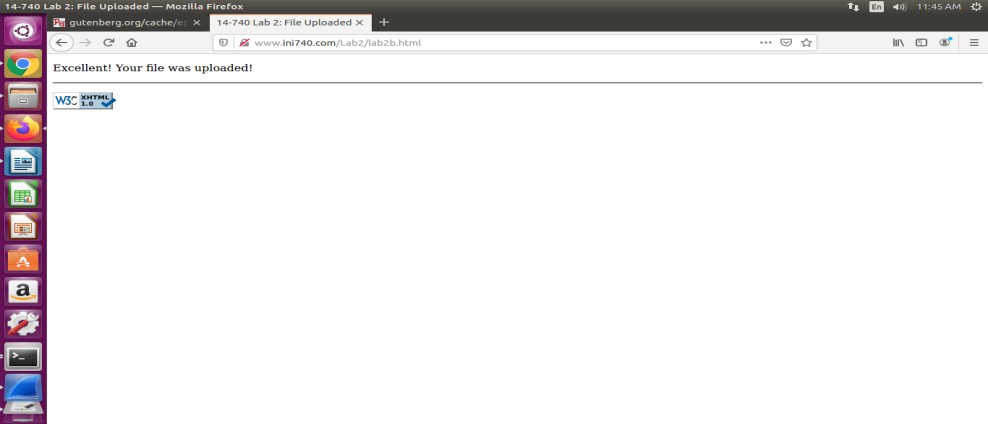 14-740 Lab 2: File Uploaded — Mozilla Firefox
En 11:45 AM
gutenberg.org/cache/e
14-740 Lab 2: File Uploaded
www.ini740.com/Lab2/lab2b.html
Excellent! Your file was uploaded!
W3C XHTML 1.0